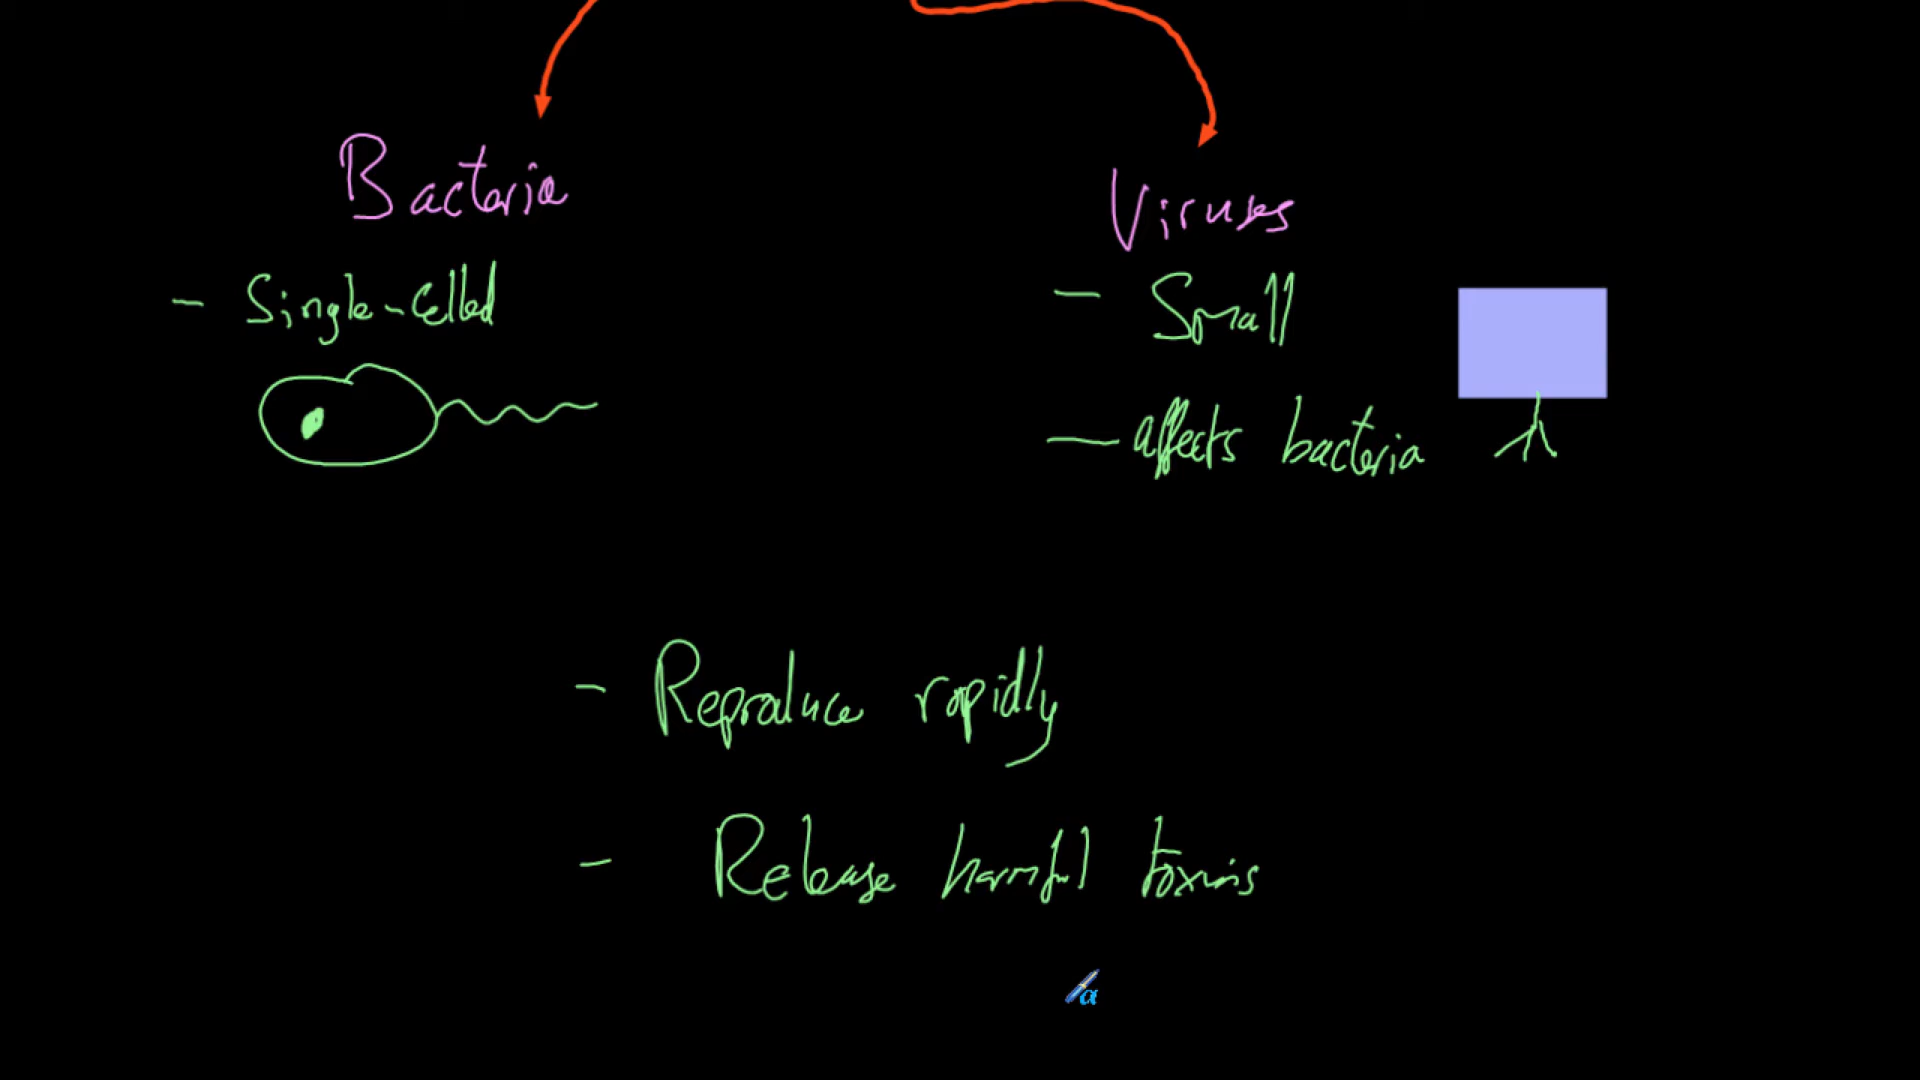 Bacteria
- Single-Celled
Viruses
- Small
- affects bacteria
- Reproduce rapidly
- Release harmful toxins